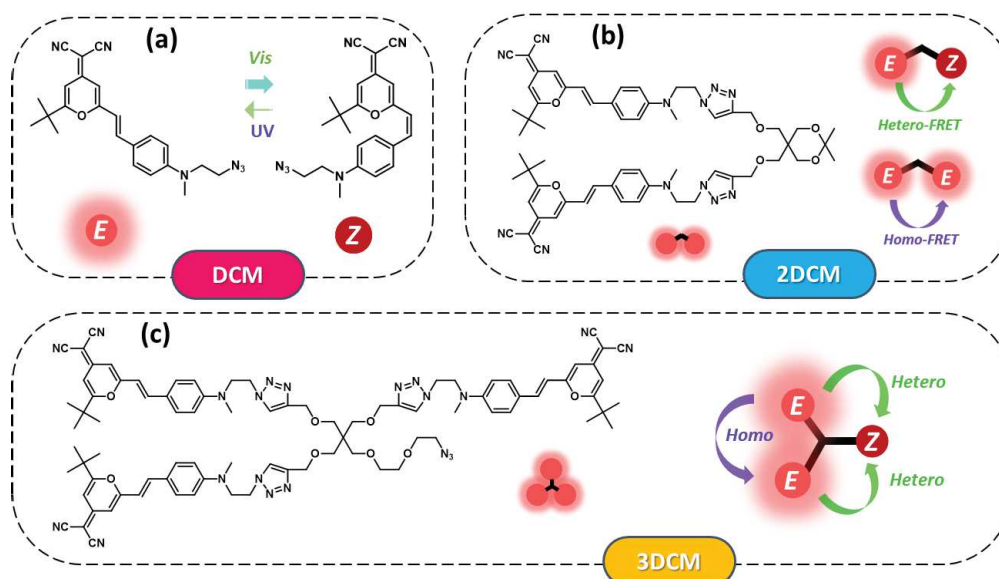 (a)
NC CN
O
N
N3
Vis
UV
NC CN
O
N3
N
E
Z
DCM
(b)
CN
NC
O
N
N=N
N
O
O
O
O
N
N
N=N
O
NC
CN
E
Z
Hetero-FRET
E
E
Homo-FRET
2DCM
(c)
CN
NC
O
N
N=N
N
O
O
N=N
N
N
O
NC
CN
O
O
N3
O
N
N
N=N
O
NC
CN
E
Homo
E
Z
Hetero
Hetero
3DCM